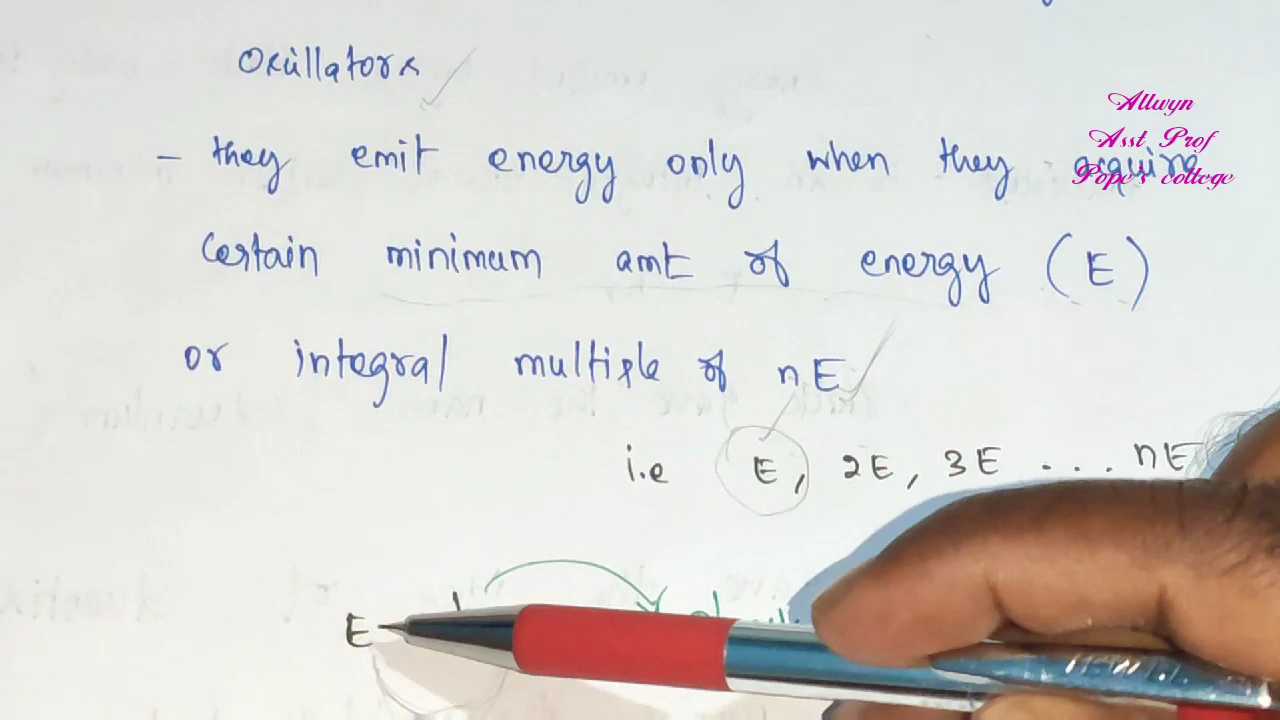 Oscillators
Allwyn
Asst Prof
Pope's college
- they emit energy only when they acquire
certain minimum amt of energy (E)
or integral multiple of nE
i.e E, 2E, 3E . . . . nE
E